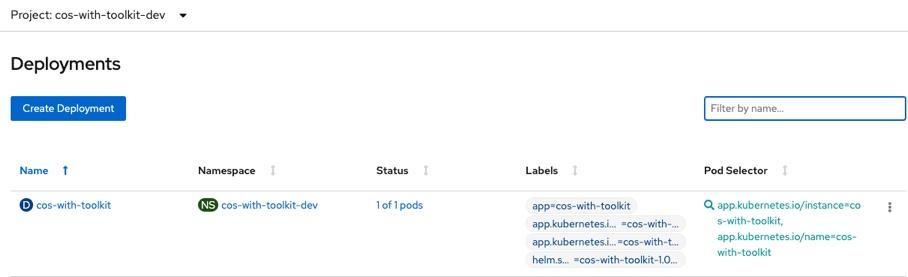 Project: cos-with-toolkit-dev
Deployments
Create Deployment
Filter by name...
Name Namespace Status Labels Pod Selector
D cos-with-toolkit NS cos-with-toolkit-dev 1 of 1 pods
app=cos-with-toolkit
app.kubernetes.i... =cos-with-...
app.kubernetes.i... =cos-with-t...
helm.s... =cos-with-toolkit-1.0...
app.kubernetes.io/instance=co
s-with-toolkit,
app.kubernetes.io/name=cos-
with-toolkit